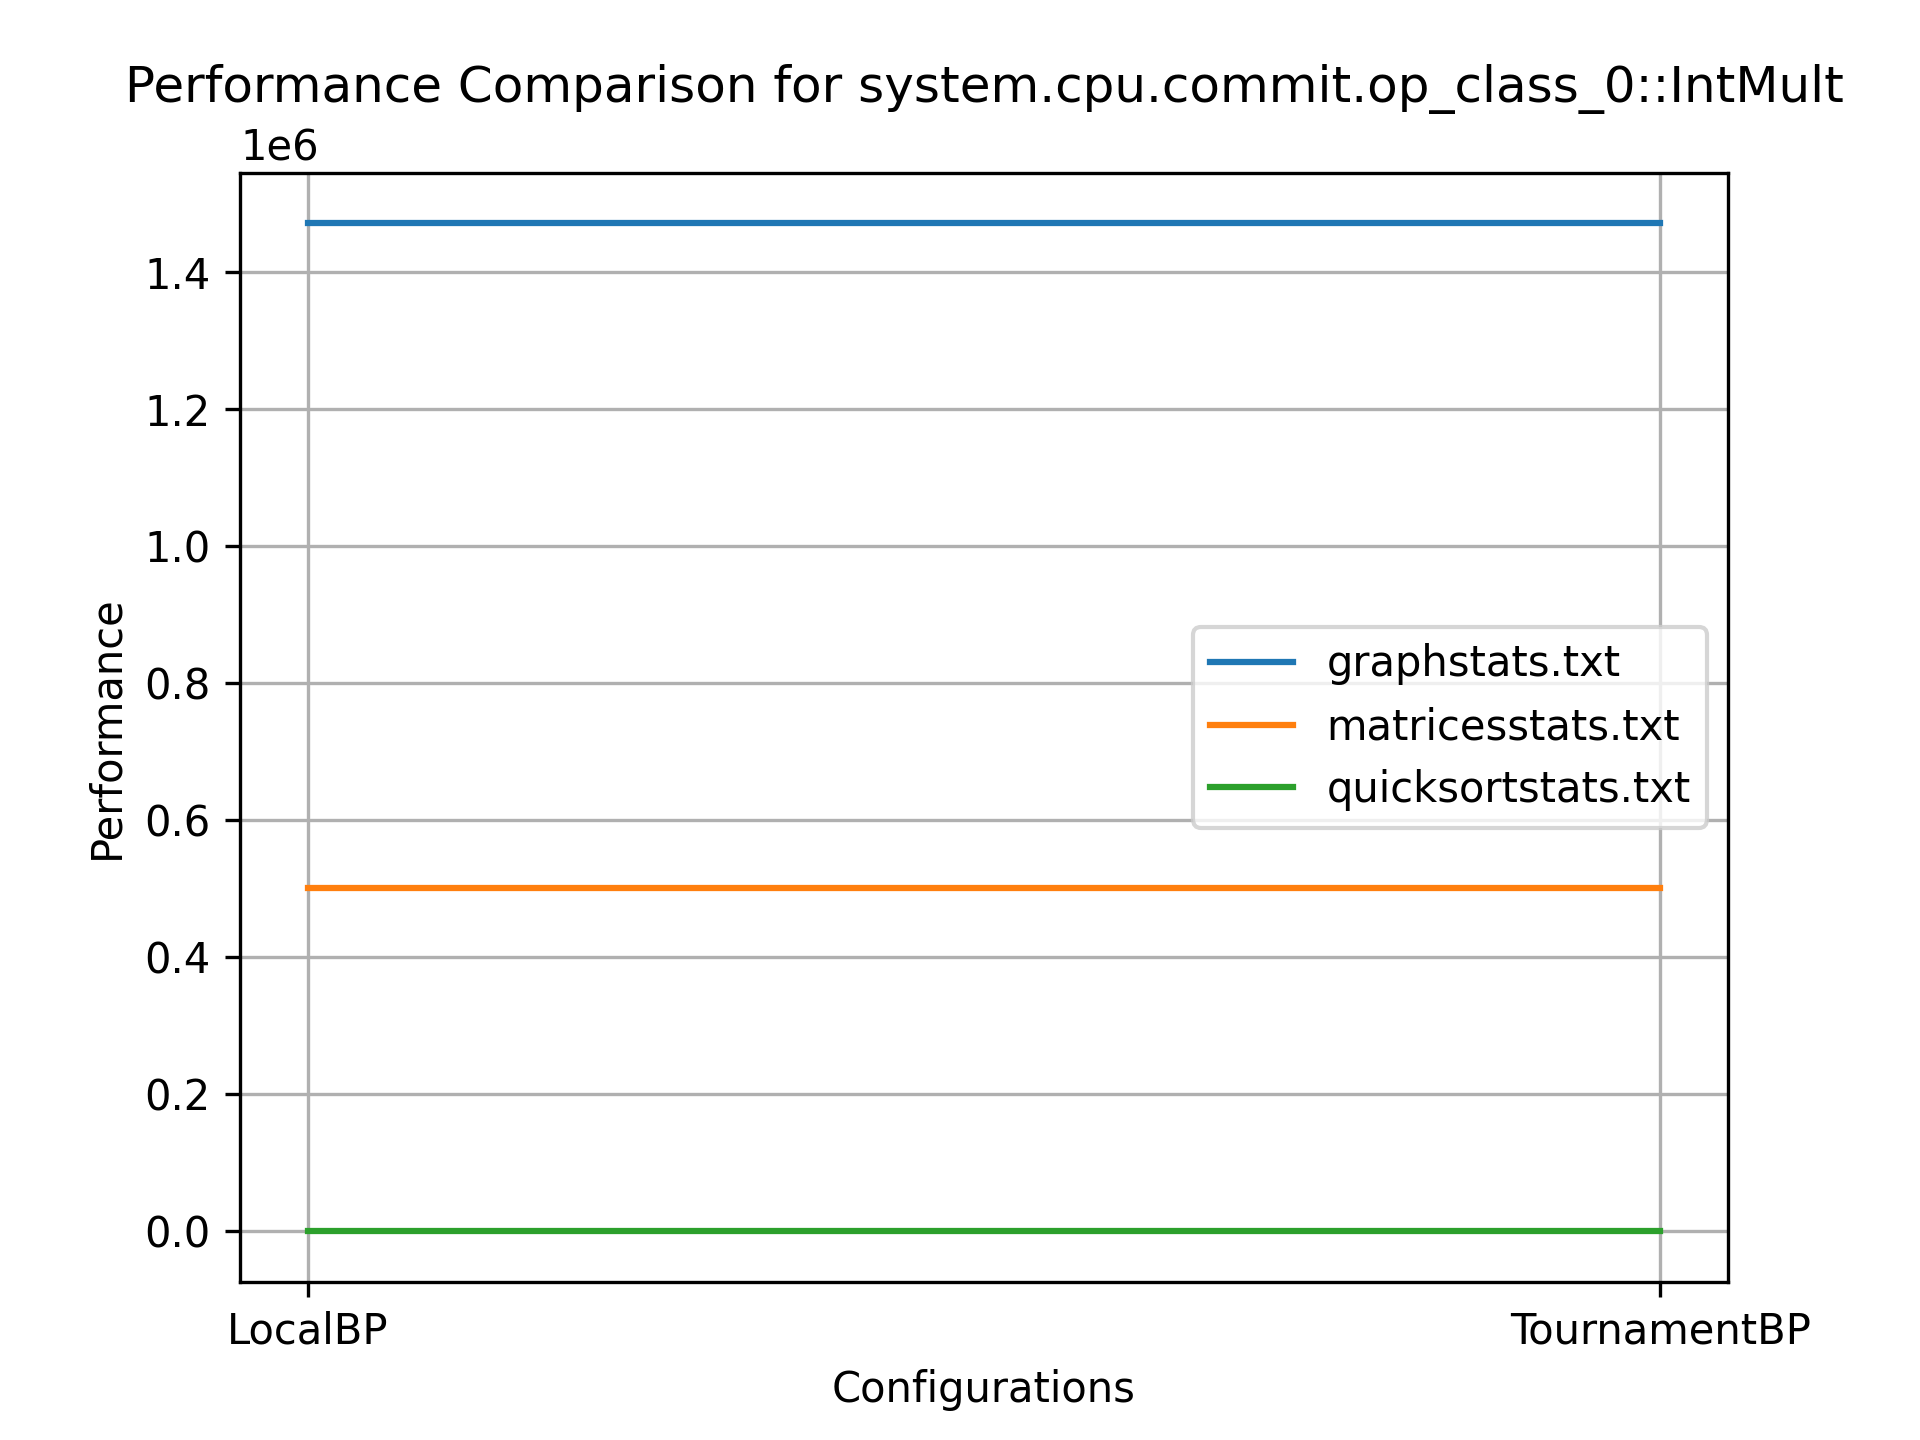 Performance Comparison for system.cpu.commit.op_class_0::IntMult
1e6
1.4
1.2
1.0
0.8
0.6
0.4
0.2
0.0
Performance
graphstats.txt
matricesstats.txt
quicksortstats.txt
LocalBP
TournamentBP
Configurations